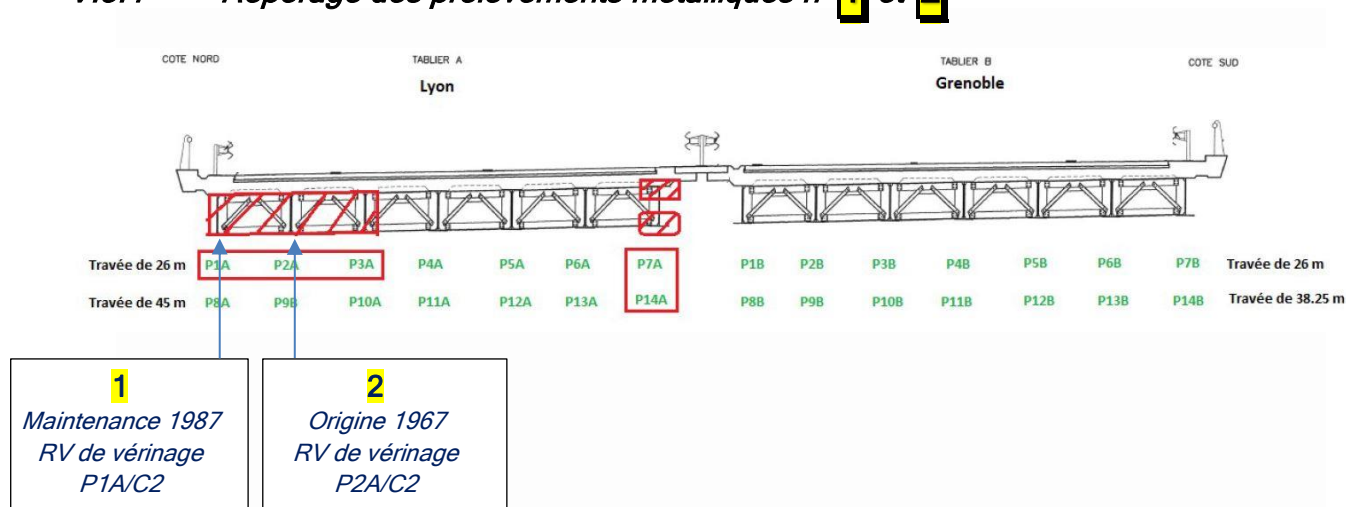 Repérage des prélèvements métalliques n° 1 et 2
COTE NORD TABLIER A TABLIER B COTE SUD
Lyon Grenoble
Travée de 26 m P1A P2A P3A P4A P5A P6A P7A P1B P2B P3B P4B P5B P6B P7B Travée de 26 m
Travée de 45 m P8A P9B P10A P11A P12A P13A P14A P8B P9B P10B P11B P12B P13B P14B Travée de 38.25 m
1
Maintenance 1987
RV de vérinage
P1A/C2
2
Origine 1967
RV de vérinage
P2A/C2